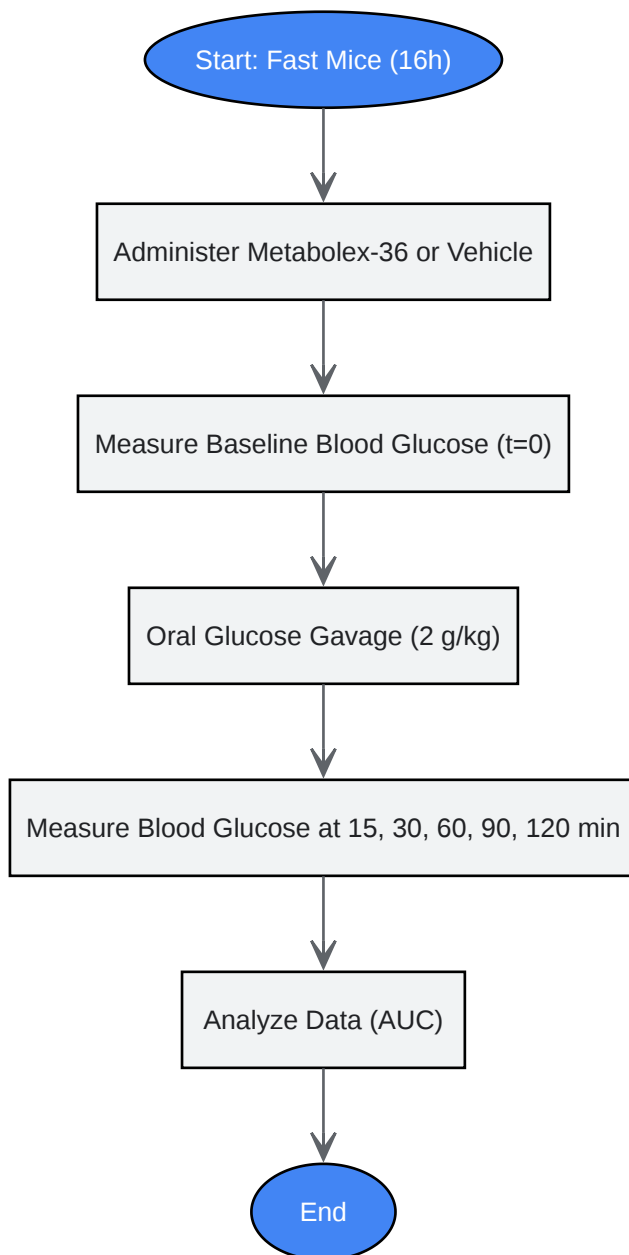 Start: Fast Mice (16h)
Administer Metabolex-36 or Vehicle
Measure Baseline Blood Glucose (t=0)
Oral Glucose Gavage (2 g/kg)
Measure Blood Glucose at 15, 30, 60, 90, 120 min
Analyze Data (AUC)
End